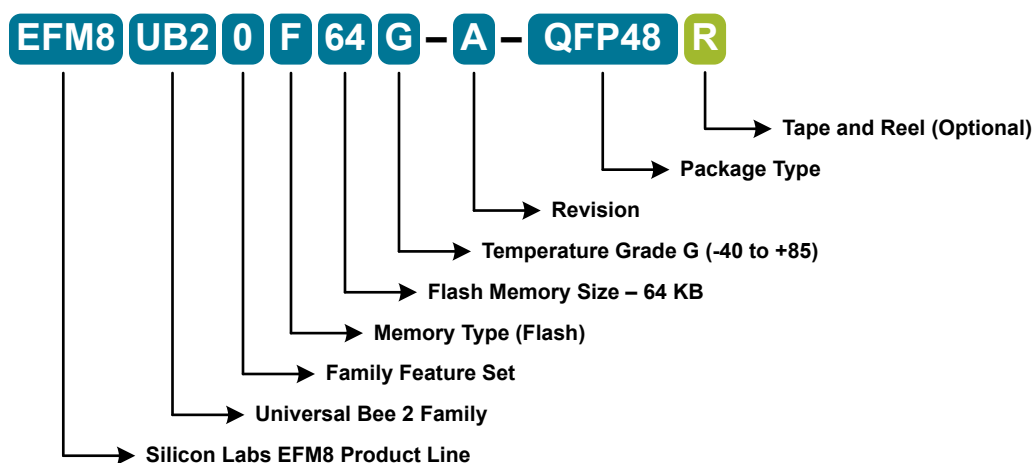 EFM8 UB2 0 F 64 G – A – QFP48 R
Tape and Reel (Optional)
Package Type
Revision
Temperature Grade G (-40 to +85)
Flash Memory Size – 64 KB
Memory Type (Flash)
Family Feature Set
Universal Bee 2 Family
Silicon Labs EFM8 Product Line